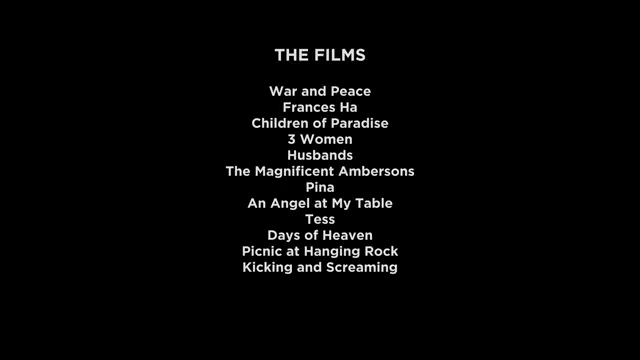 THE FILMS
War and Peace
Frances Ha
Children of Paradise
3 Women
Husbands
The Magnificent Ambersons
Pina
An Angel at My Table
Tess
Days of Heaven
Picnic at Hanging Rock
Kicking and Screaming